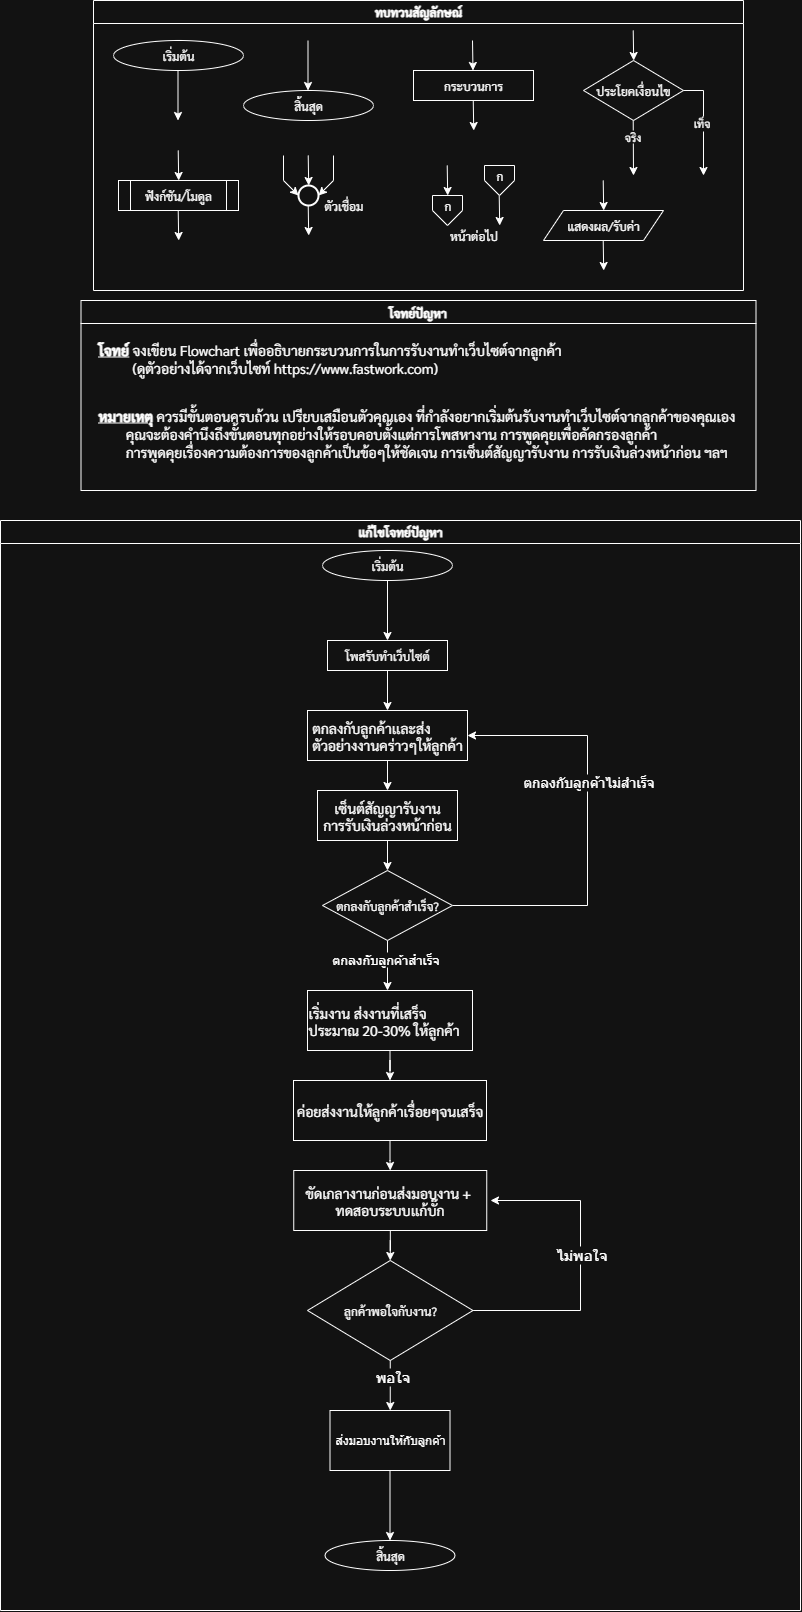 ทบทวนสัญลักษณ์
เริ่มต้น
สิ้นสุด
กระบวนการ
ประโยคเงื่อนไข
จริง
เท็จ
ฟังก์ชัน/โมดูล
ตัวเชื่อม
ก
ก
หน้าต่อไป
แสดงผล/รับค่า
โจทย์ปัญหา
โจทย์ จงเขียน Flowchart เพื่ออธิบายกระบวนการในการรับงานทำเว็บไซต์จากลูกค้า
(ดูตัวอย่างได้จากเว็บไซท์ https://www.fastwork.com)
หมายเหตุ ควรมีขั้นตอนครบถ้วน เปรียบเสมือนตัวคุณเอง ที่กำลังอยากเริ่มต้นรับงานทำเว็บไซต์จากลูกค้าของคุณเอง
คุณจะต้องคำนึงถึงขั้นตอนทุกอย่างให้รอบคอบตั้งแต่การโพสหางาน การพูดคุยเพื่อคัดกรองลูกค้า
การพูดคุยเรื่องความต้องการของลูกค้าเป็นข้อๆให้ชัดเจน การเซ็นต์สัญญารับงาน การรับเงินล่วงหน้าก่อน ฯลฯ
แก้ไขโจทย์ปัญหา
เริ่มต้น
โพสรับทำเว็บไซต์
ตกลงกับลูกค้าและส่ง
ตัวอย่างงานคร่าวๆให้ลูกค้า
ตกลงกับลูกค้าไม่สำเร็จ
เซ็นต์สัญญารับงาน
การรับเงินล่วงหน้าก่อน
ตกลงกับลูกค้าสำเร็จ?
ตกลงกับลูกค้าสำเร็จ
เริ่มงาน ส่งงานที่เสร็จ
ประมาณ 20-30% ให้ลูกค้า
ค่อยส่งงานให้ลูกค้าเรื่อยๆจนเสร็จ
ขัดเกลางานก่อนส่งมอบงาน +
ทดสอบระบบแก้บั๊ก
ไม่พอใจ
ลูกค้าพอใจกับงาน?
พอใจ
ส่งมอบงานให้กับลูกค้า
สิ้นสุด